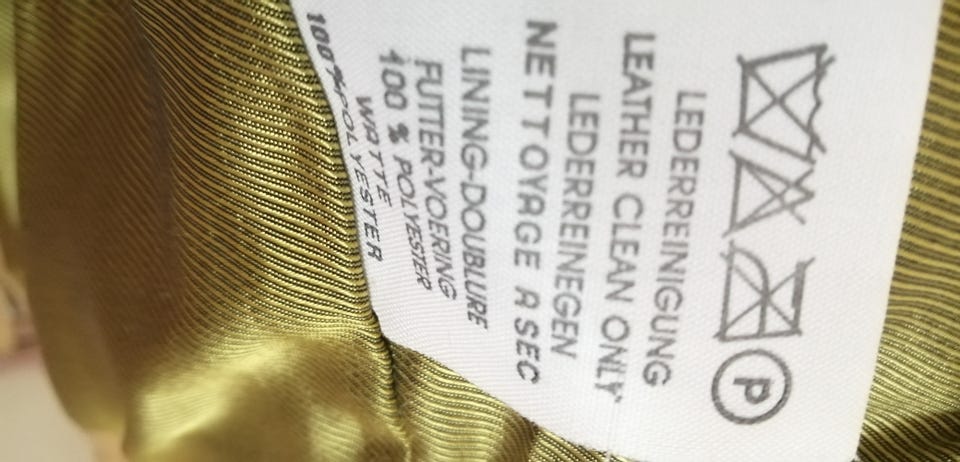 P
LEDERREINIGUNG
LEATHER CLEAN ONLY
LEDERREINEGEN
NETTOYAGE A SEC
LINING-DOUBLURE
FUTTER-VOERING
100 % POLYESTER
WATTE
100 % POLYESTER